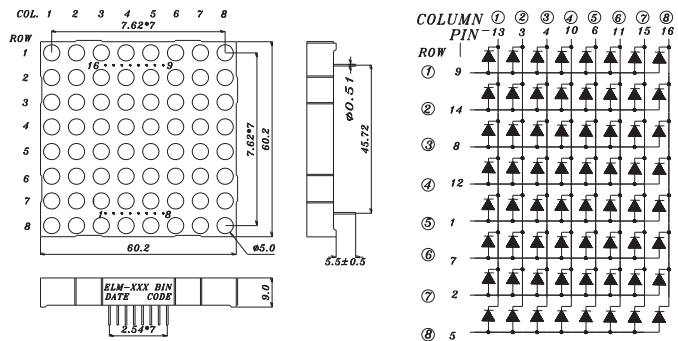 COL. 1 2 3 4 5 6 7 8
7.62*7
ROW
1
16 9
2
3
4
5
6
7
1 8
8
7.62*7
60.2
60.2
ø5.0
ø0.51
45.72
5.5±0.5
ELM-XXX BIN
DATE CODE
2.54*7
9.0
COLUMN ① ② ③ ④ ⑤ ⑥ ⑦ ⑧
PIN 13 3 4 10 6 11 15 16
ROW
① 9
② 14
③ 8
④ 12
⑤ 1
⑥ 7
⑦ 2
⑧ 5